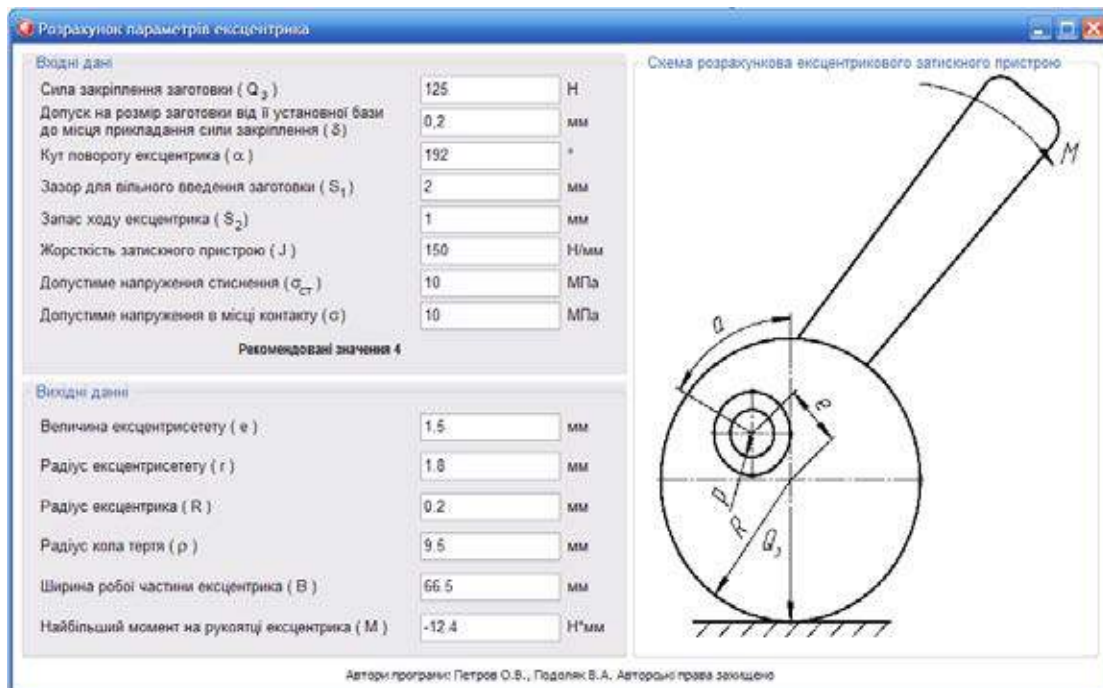 Розрахунок параметрів ексцентрика
Вхідні дані
Сила закріплення заготовки ( Q з ) 125 Н
Допуск на розмір заготовки від її установної бази
до місця прикладання сили закріплення ( δ ) 0,2 мм
Кут повороту ексцентрика ( α ) 192 °
Зазор для вільного введення заготовки ( S1 ) 2 мм
Запас ходу ексцентрика ( S2 ) 1 мм
Жорсткість затискного пристрою ( J ) 150 Н/мм
Допустиме напруження стиснення ( σст ) 10 МПа
Допустиме напруження в місці контакту ( σ ) 10 МПа
Рекомендовані значення 4
Вихідні данні
Величина ексцентрисетету ( e ) 1.5 мм
Радіус ексцентрисетету ( r ) 1.8 мм
Радіус ексцентрика ( R ) 0.2 мм
Радіус кола тертя ( ρ ) 9.5 мм
Ширина робої частини ексцентрика ( B ) 66.5 мм
Найбільший момент на рукоятці ексцентрика ( M ) -12.4 Н*мм
Схема розрахункова ексцентрикового затискного пристрою
M
α
e
ρ
R
Qз
Автори програми: Петров О.В., Подоляк В.А. Авторські права захищено